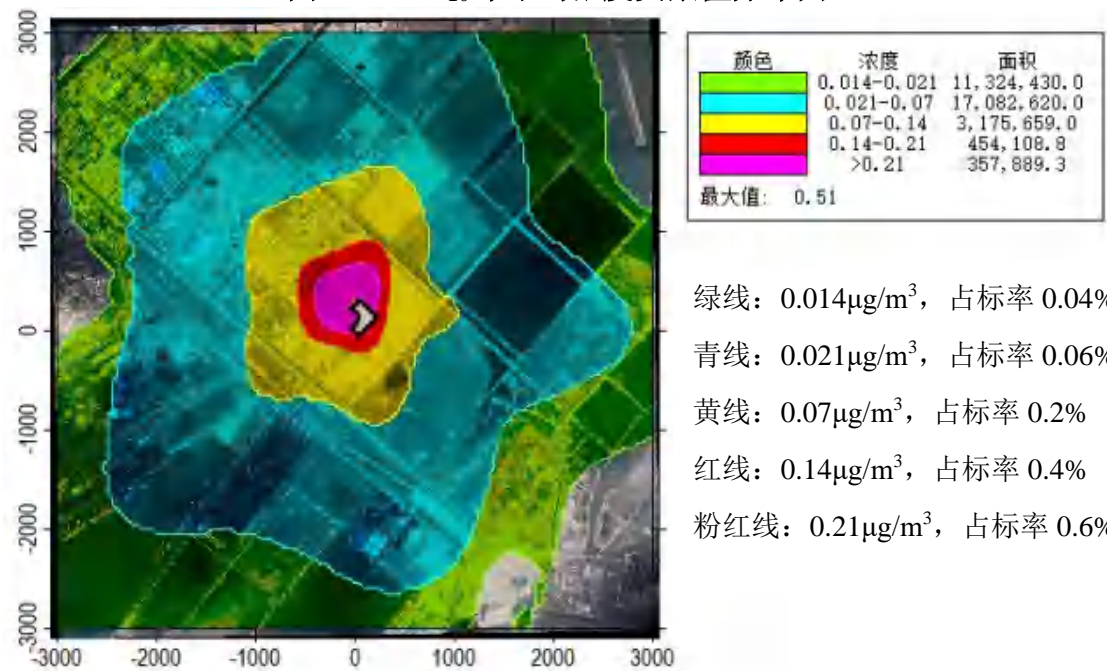 颜色 浓度 面积
0.014-0.021 11,324,430.0
0.021-0.07 17,082,620.0
0.07-0.14 3,175,659.0
0.14-0.21 454,108.8
>0.21 357,889.3
最大值: 0.51
绿线：0.014μg/m³，占标率 0.04%
青线：0.021μg/m³，占标率 0.06%
黄线：0.07μg/m³，占标率 0.2%
红线：0.14μg/m³，占标率 0.4%
粉红线：0.21μg/m³，占标率 0.6%
3000
2000
1000
0
-1000
-2000
-3000
-3000 -2000 -1000 0 1000 2000 3000